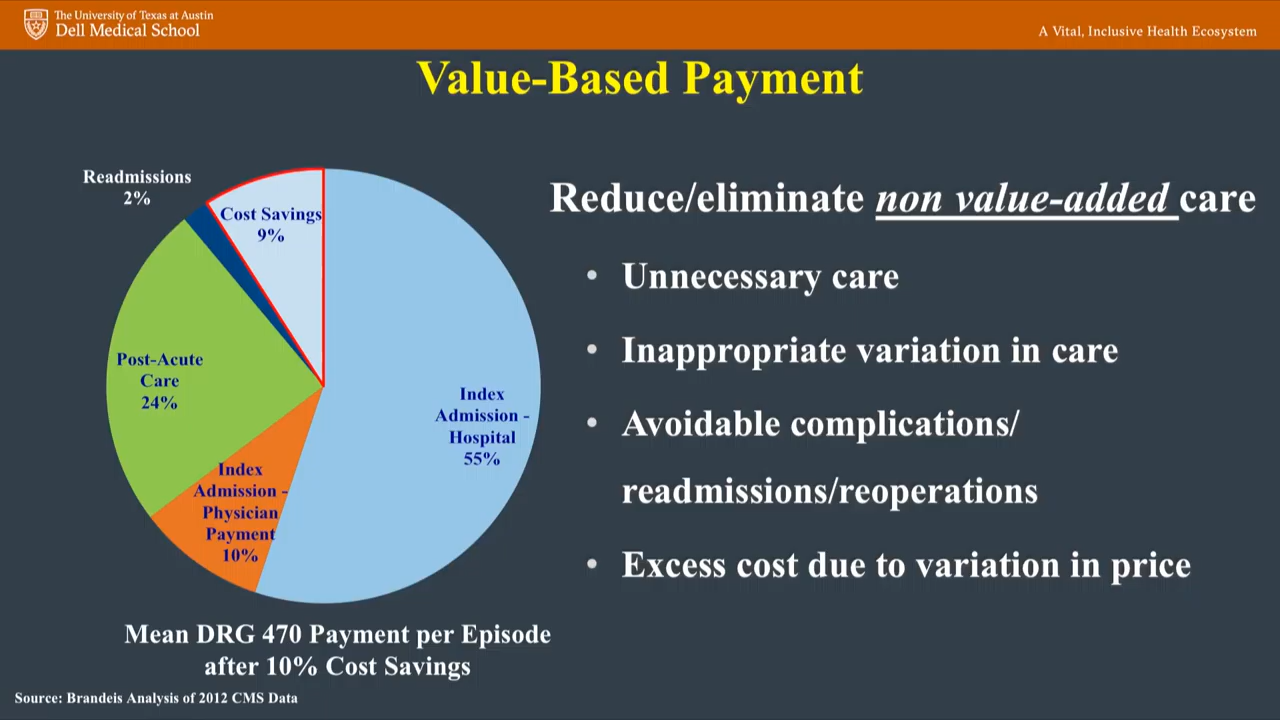 The University of Texas at Austin
Dell Medical School
A Vital, Inclusive Health Ecosystem
Value-Based Payment
Readmissions
2%
Cost Savings
9%
Post-Acute
Care
24%
Index
Admission -
Hospital
55%
Index
Admission -
Physician
Payment
10%
Mean DRG 470 Payment per Episode
after 10% Cost Savings
Source: Brandeis Analysis of 2012 CMS Data
Reduce/eliminate non value-added care
• Unnecessary care
• Inappropriate variation in care
• Avoidable complications/
readmissions/reoperations
• Excess cost due to variation in price